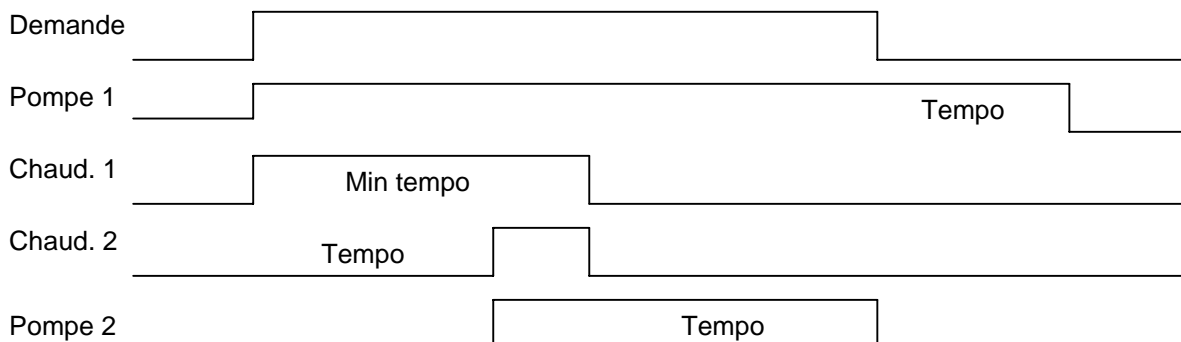 Demande
Pompe 1
Tempo
Chaud. 1
Min tempo
Chaud. 2
Tempo
Pompe 2
Tempo